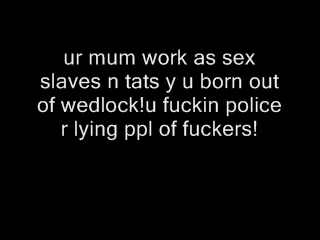 ur mum work as sex
slaves n tats y u born out
of wedlock!u fuckin police
r lying ppl of fuckers!